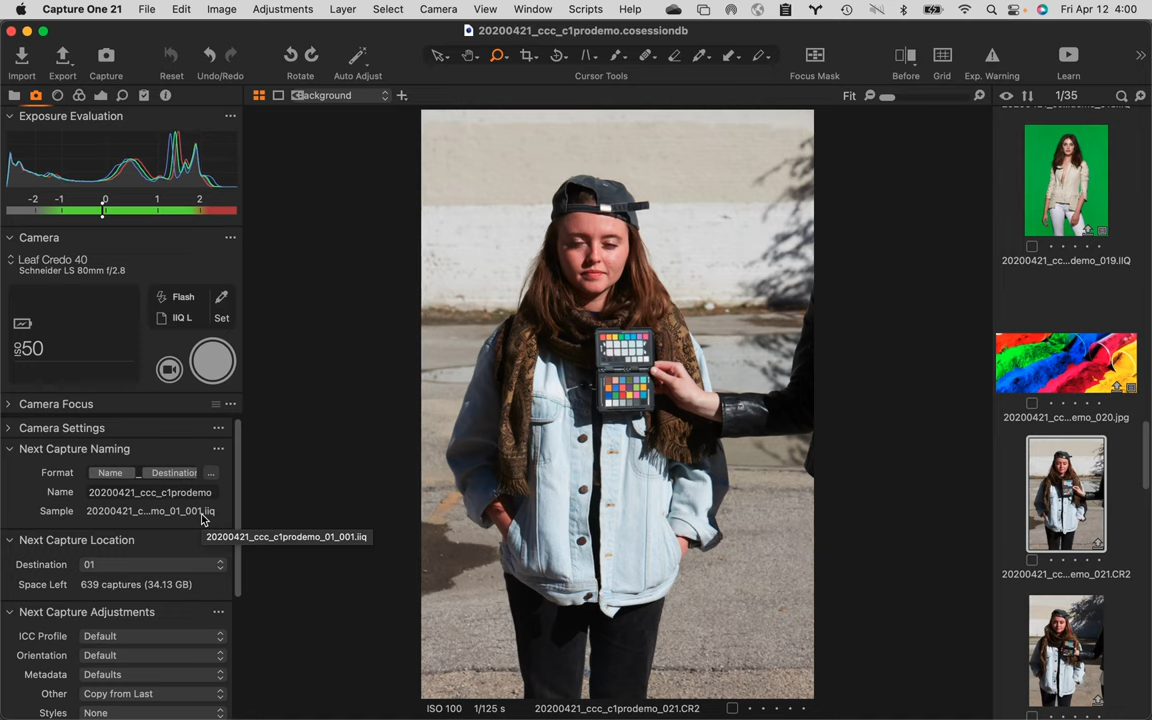 Capture One 21 File Edit Image Adjustments Layer Select Camera View Window Scripts Help Fri Apr 12 4:00
20200421_ccc_c1prodemo.cosessiondb
Import Export Capture Reset Undo/Redo Rotate Auto Adjust Cursor Tools Focus Mask Before Grid Exp. Warning Learn
ackground Fit 1/35
Exposure Evaluation
-2 -1 0 1 2
Camera
Leaf Credo 40
Schneider LS 80mm f/2.8
Flash
IIQ L Set
ISO50
Camera Focus
Camera Settings
Next Capture Naming
Format Name _ Destination ...
Name 20200421_ccc_c1prodemo
Sample 20200421_c...mo_01_001.iiq
20200421_ccc_c1prodemo_01_001.iiq
Next Capture Location
Destination 01
Space Left 639 captures (34.13 GB)
Next Capture Adjustments
ICC Profile Default
Orientation Default
Metadata Defaults
Other Copy from Last
Styles None
ISO 100 1/125 s 20200421_ccc_c1prodemo_021.CR2
20200421_cc...demo_019.IIQ
20200421_cc...emo_020.jpg
20200421_cc...emo_021.CR2